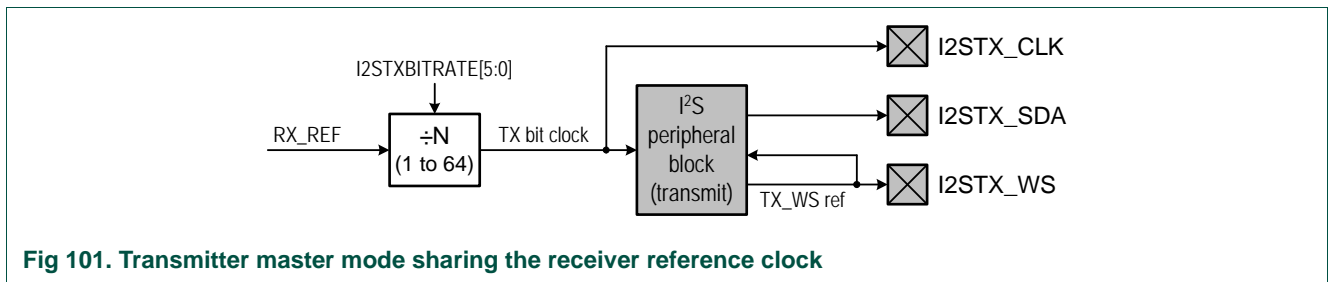 I2STX_CLK
I2STXBITRATE[5:0]
I²S
peripheral
block
(transmit)
I2STX_SDA
RX_REF
÷N
(1 to 64)
TX bit clock
I2STX_WS
TX_WS ref
Fig 101. Transmitter master mode sharing the receiver reference clock